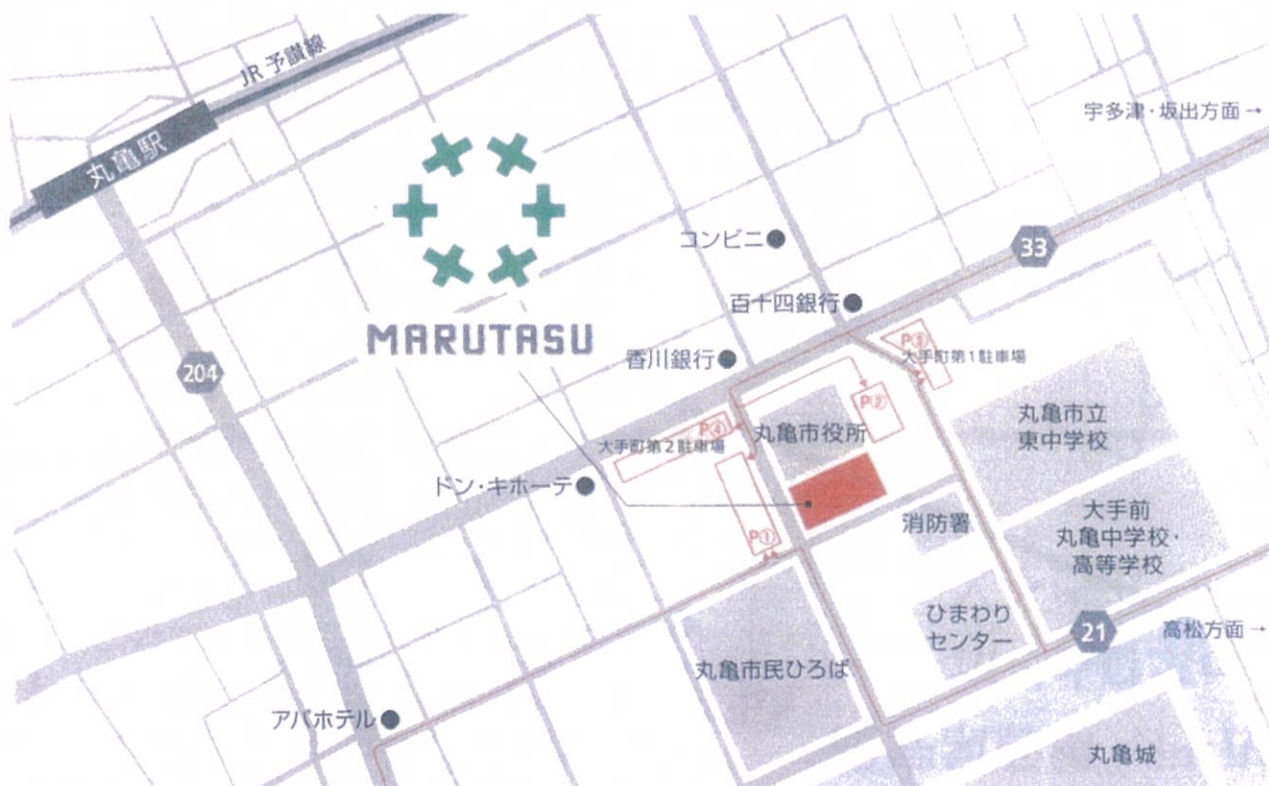 JR 予讃線
丸亀駅
宇多津・坂出方面→
コンビニ
33
百十四銀行
MARUTASU
P③
大手町第1駐車場
香川銀行
204
P②
丸亀市立
東中学校
P④
丸亀市役所
大手町第2駐車場
ドン・キホーテ
消防署
大手前
丸亀中学校・
高等学校
P①
ひまわり
センター
21
高松方面→
丸亀市民ひろば
アパホテル
丸亀城